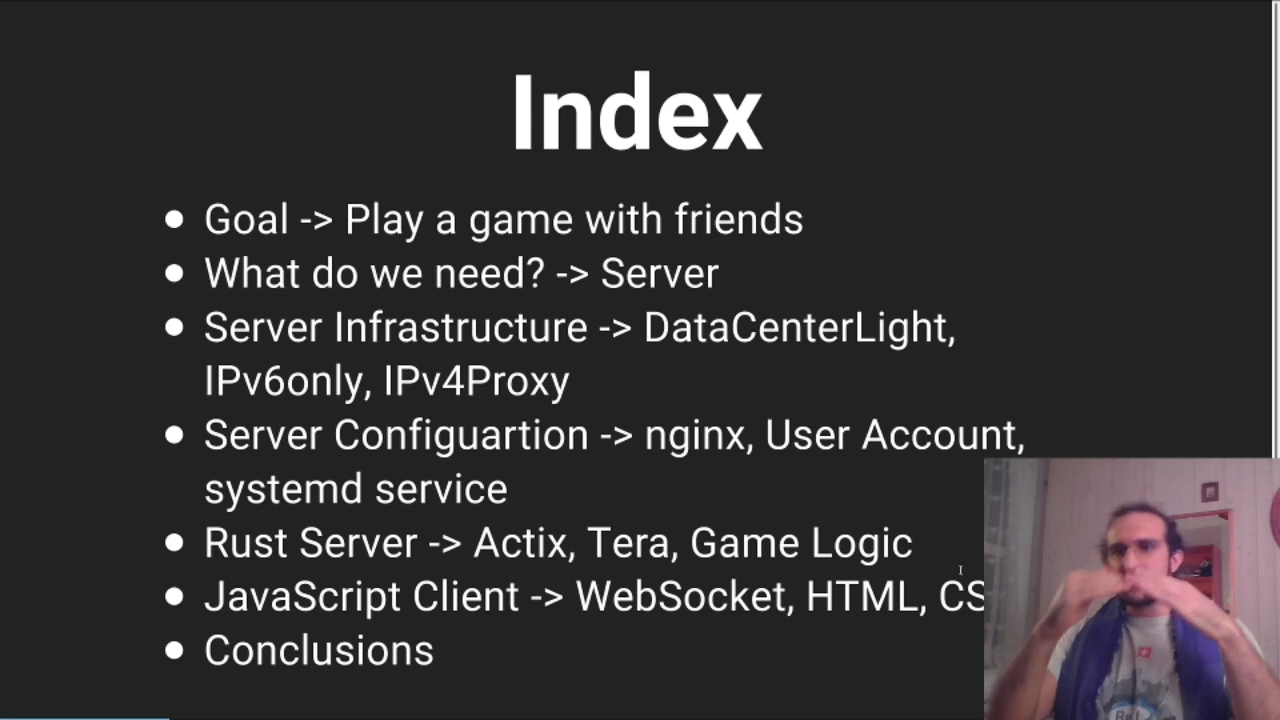 Index
Goal -> Play a game with friends
What do we need? -> Server
Server Infrastructure -> DataCenterLight,
IPv6only, IPv4Proxy
Server Configuartion -> nginx, User Account,
systemd service
Rust Server -> Actix, Tera, Game Logic
JavaScript Client -> WebSocket, HTML, CS
Conclusions